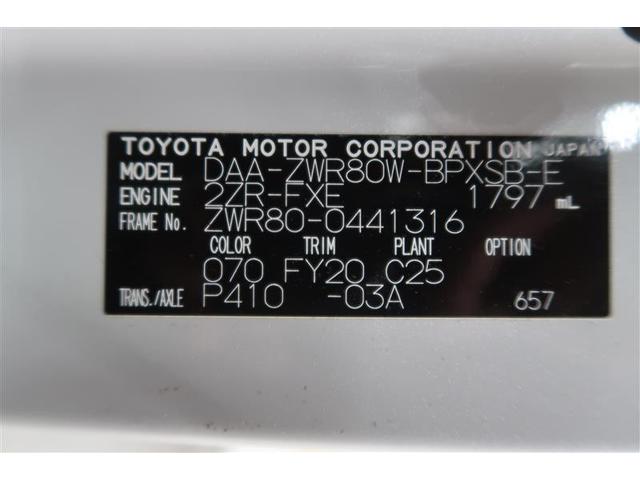 TOYOTA MOTOR CORPORATION JAPAN
MODEL DAA-ZWR80W-BPXSB-E
ENGINE 2ZR-FXE 1797 mL
FRAME No. ZWR80-0441316
COLOR TRIM PLANT OPTION
070 FY20 C25
TRANS./AXLE P410 -03A 657